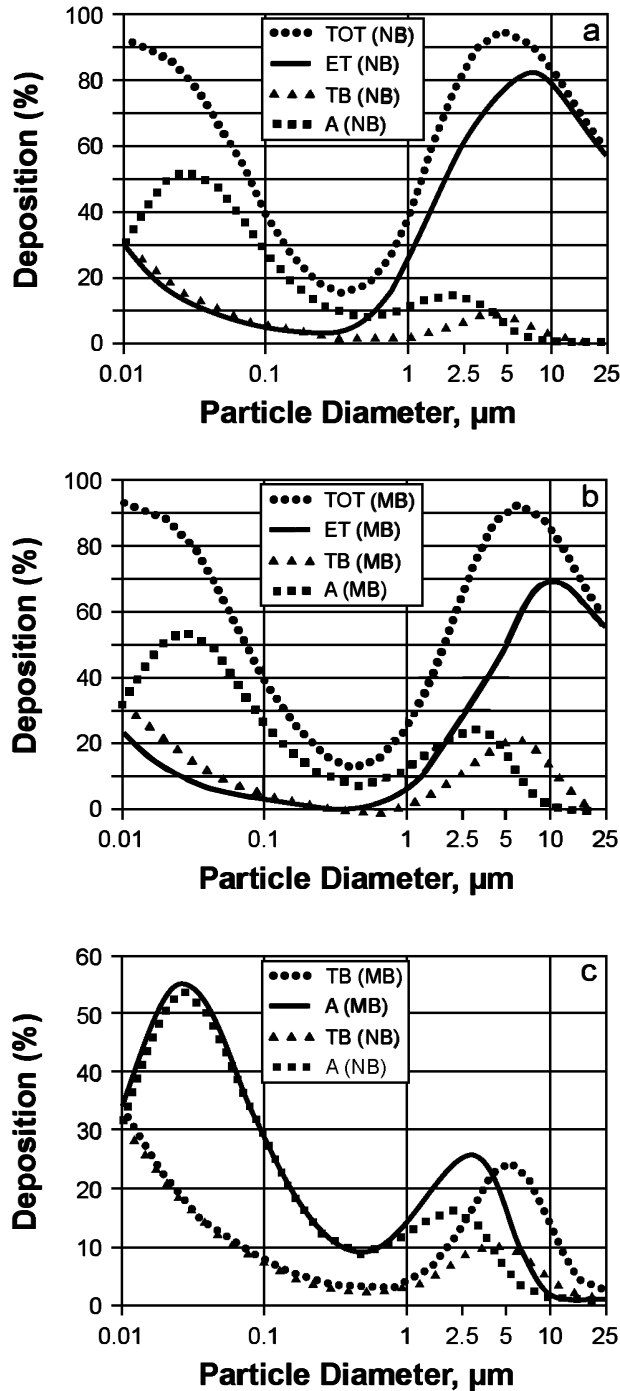 a
TOT (NB)
ET (NB)
TB (NB)
A (NB)
100
80
60
40
20
0
Deposition (%)
0.01 0.1 1 2.5 5 10 25
Particle Diameter, µm
b
TOT (MB)
ET (MB)
TB (MB)
A (MB)
100
80
60
40
20
0
Deposition (%)
0.01 0.1 1 2.5 5 10 25
Particle Diameter, µm
c
TB (MB)
A (MB)
TB (NB)
A (NB)
60
50
40
30
20
10
0
Deposition (%)
0.01 0.1 1 2.5 5 10 25
Particle Diameter, µm